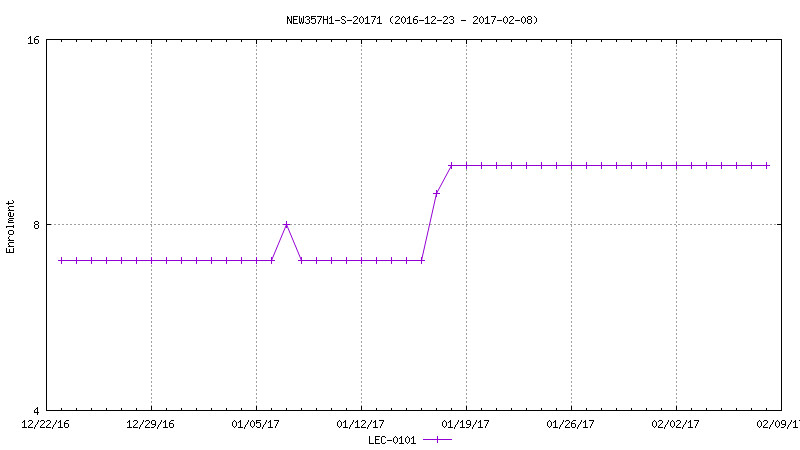 NEW357H1-S-20171 (2016-12-23 - 2017-02-08)
16
8
4
Enrolment
12/22/16 12/29/16 01/05/17 01/12/17 01/19/17 01/26/17 02/02/17 02/09/1
LEC-0101